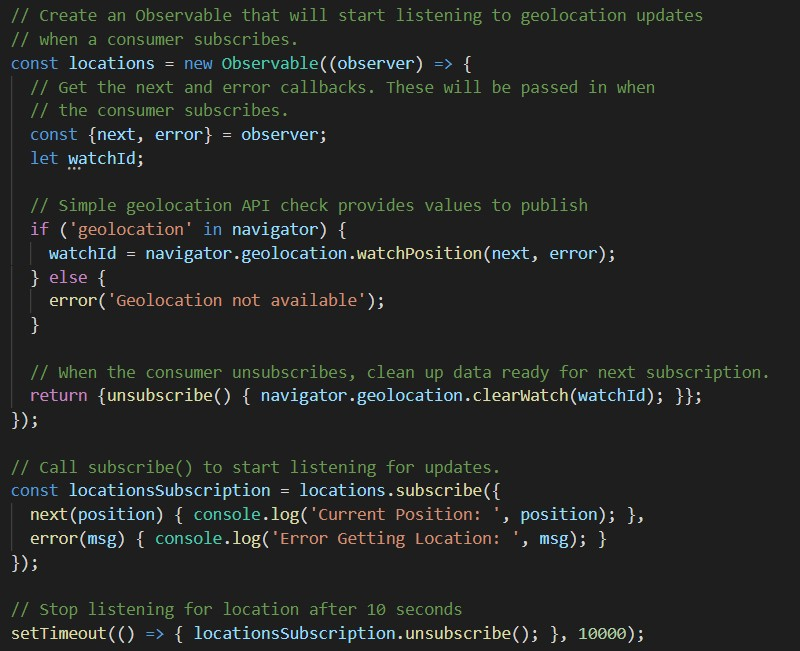 // Create an Observable that will start listening to geolocation updates
// when a consumer subscribes.
const locations = new Observable((observer) => {
  // Get the next and error callbacks. These will be passed in when
  // the consumer subscribes.
  const {next, error} = observer;
  let watchId;

  // Simple geolocation API check provides values to publish
  if ('geolocation' in navigator) {
    watchId = navigator.geolocation.watchPosition(next, error);
  } else {
    error('Geolocation not available');
  }

  // When the consumer unsubscribes, clean up data ready for next subscription.
  return {unsubscribe() { navigator.geolocation.clearWatch(watchId); }};
});

// Call subscribe() to start listening for updates.
const locationsSubscription = locations.subscribe({
  next(position) { console.log('Current Position: ', position); },
  error(msg) { console.log('Error Getting Location: ', msg); }
});

// Stop listening for location after 10 seconds
setTimeout(() => { locationsSubscription.unsubscribe(); }, 10000);